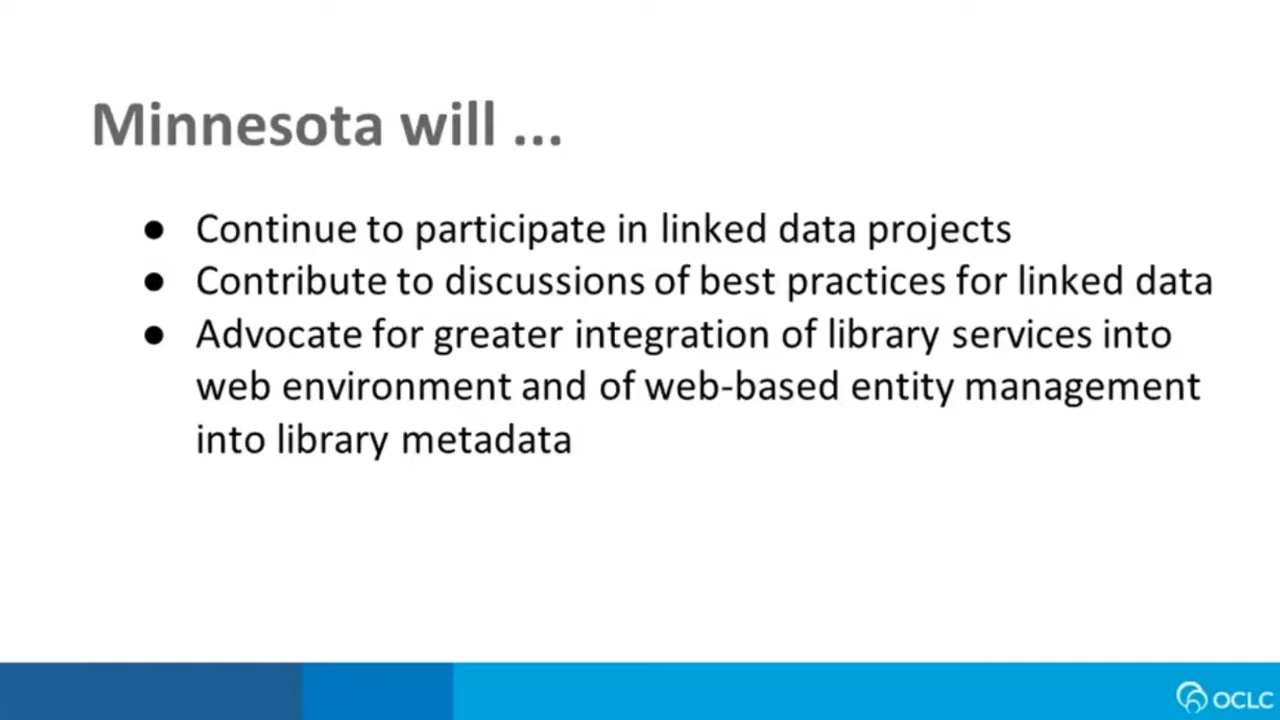 Minnesota will ...
● Continue to participate in linked data projects
● Contribute to discussions of best practices for linked data
● Advocate for greater integration of library services into
web environment and of web-based entity management
into library metadata
OCLC